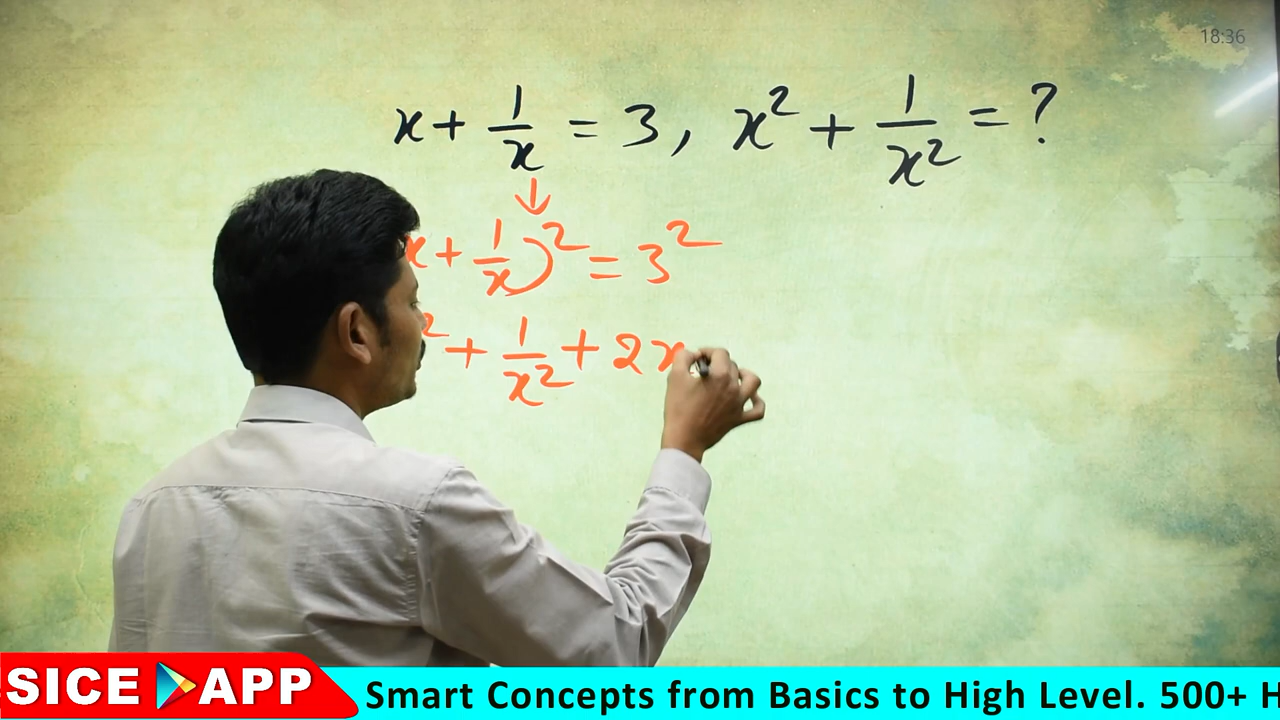 18:36
x + 1/x = 3, x² + 1/x² = ?
↓
x + 1/x)² = 3²
² + 1/x² + 2x
SICE APP
Smart Concepts from Basics to High Level. 500+ H